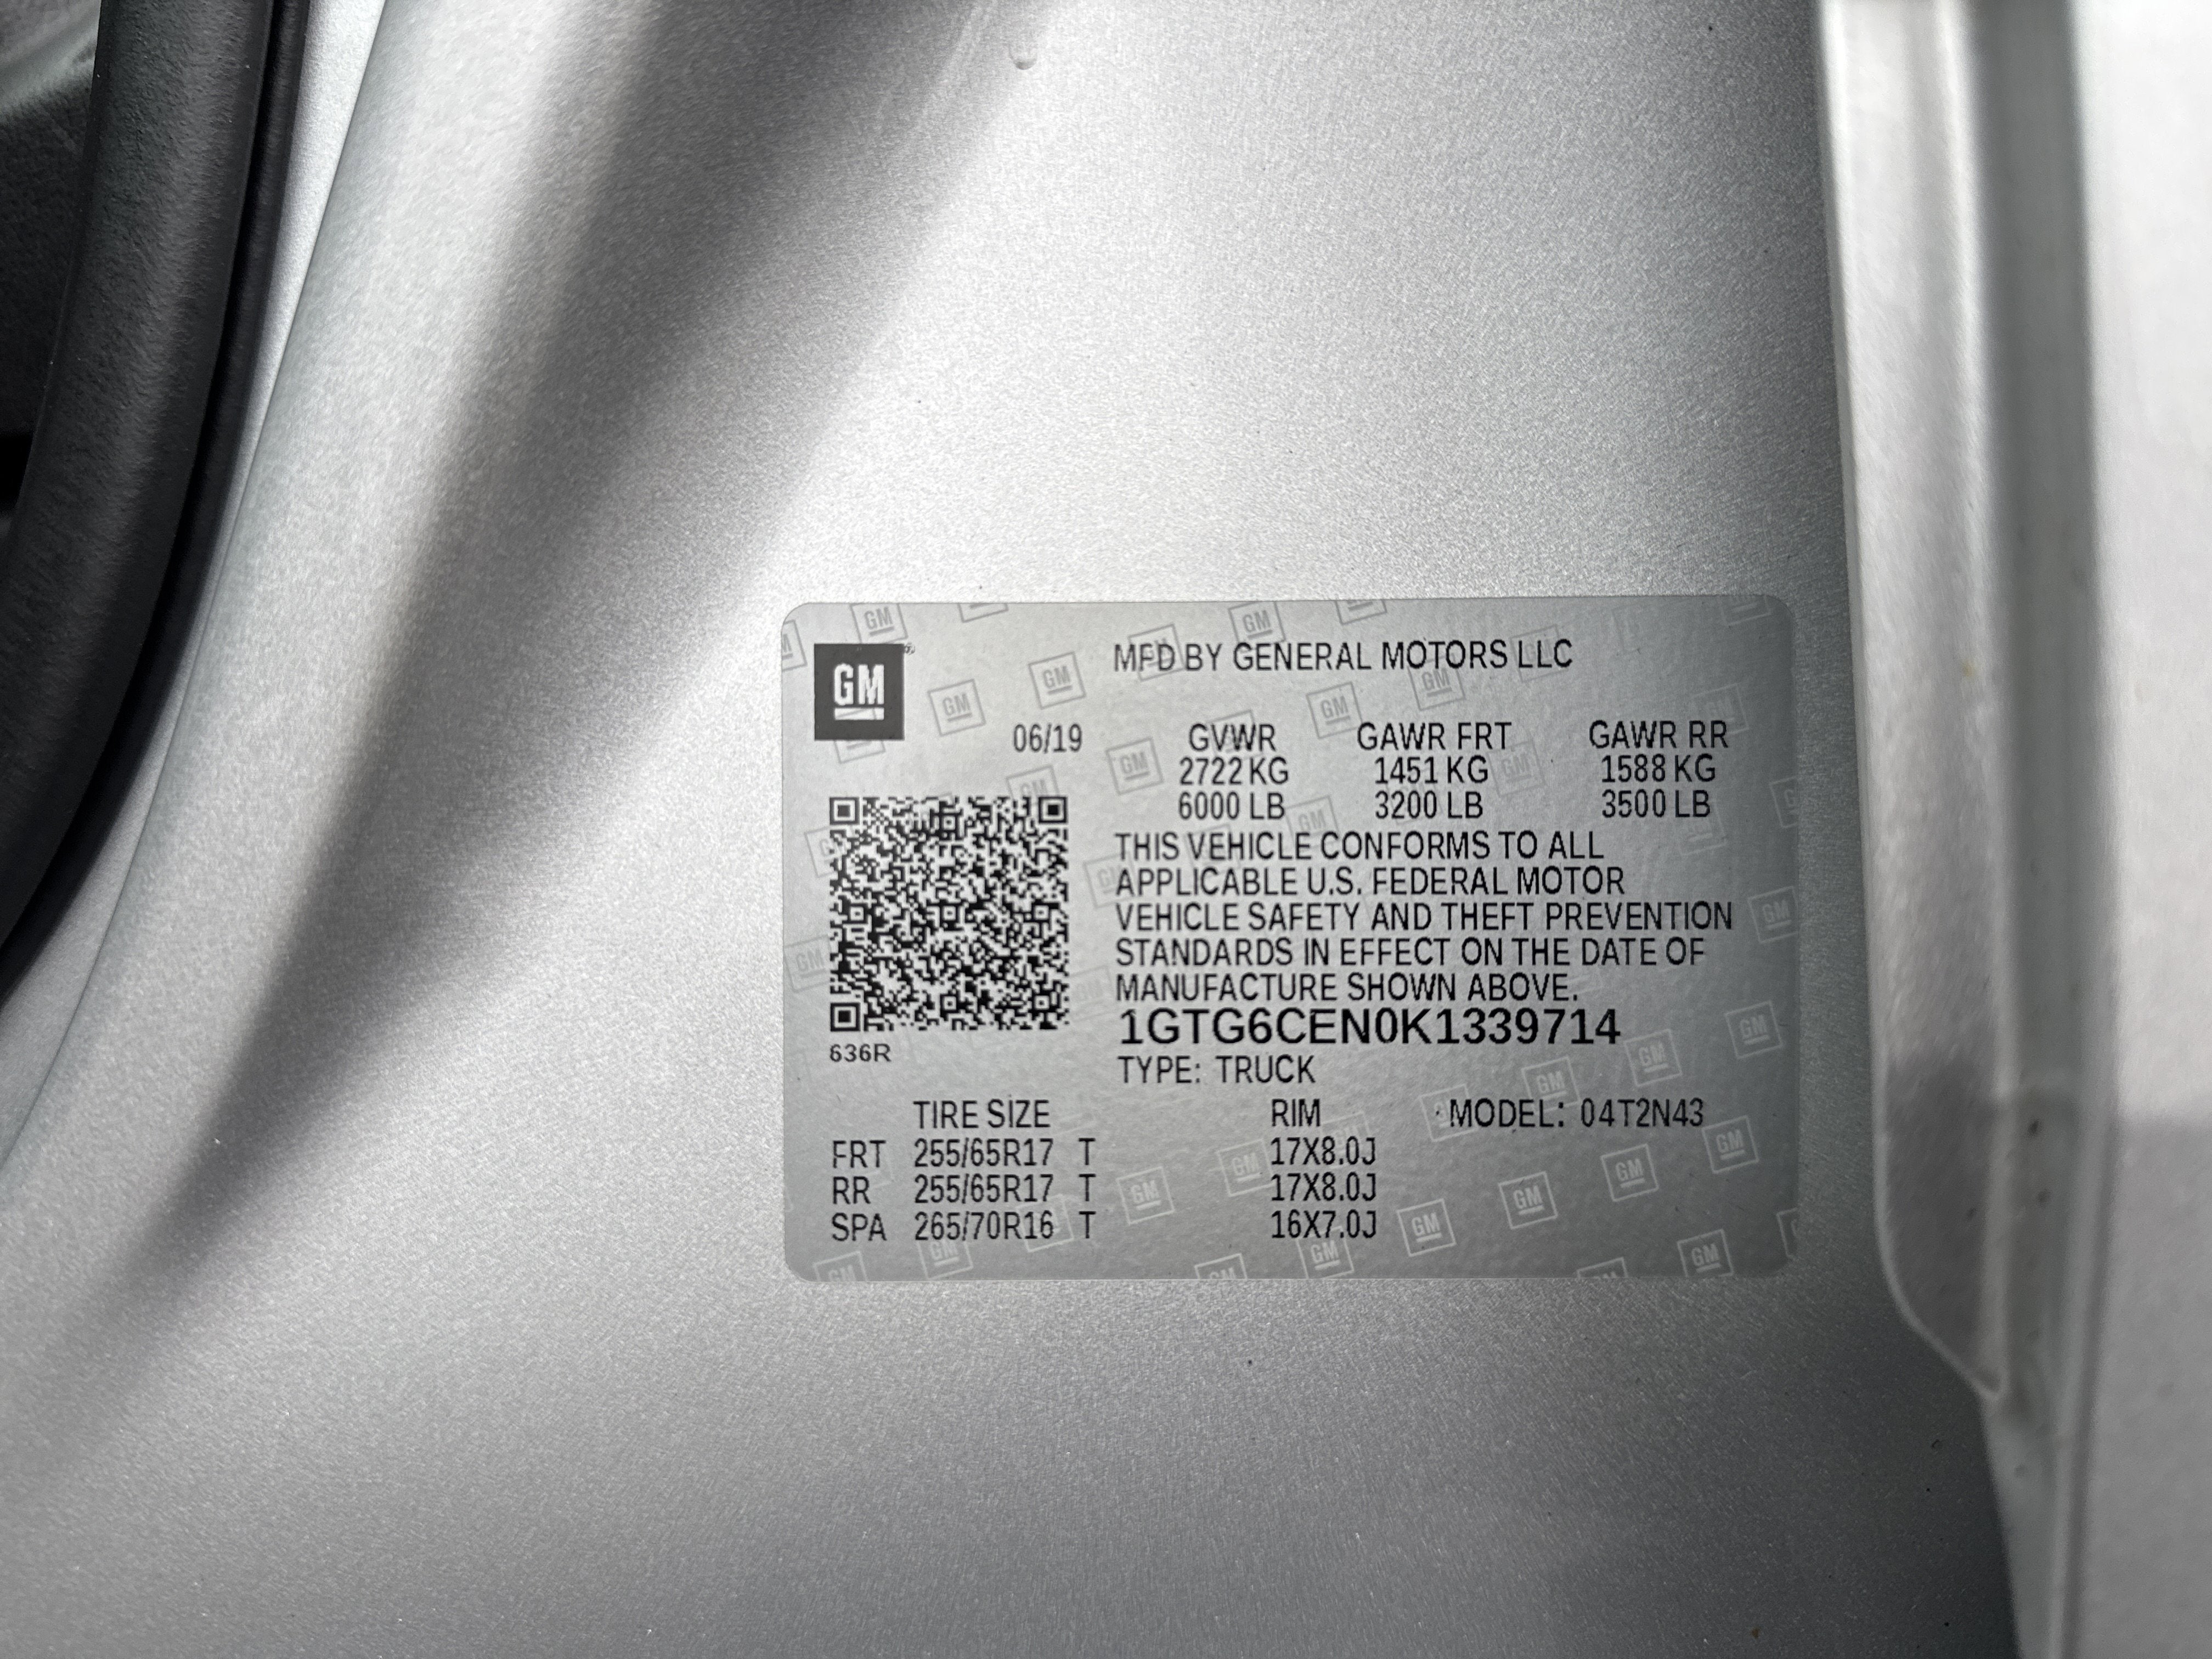 GM
MFD BY GENERAL MOTORS LLC
06/19 GVWR GAWR FRT GAWR RR
2722 KG 1451 KG 1588 KG
6000 LB 3200 LB 3500 LB
THIS VEHICLE CONFORMS TO ALL
APPLICABLE U.S. FEDERAL MOTOR
VEHICLE SAFETY AND THEFT PREVENTION
STANDARDS IN EFFECT ON THE DATE OF
MANUFACTURE SHOWN ABOVE.
1GTG6CEN0K1339714
636R
TYPE: TRUCK
TIRE SIZE RIM MODEL: 04T2N43
FRT 255/65R17 T 17X8.0J
RR 255/65R17 T 17X8.0J
SPA 265/70R16 T 16X7.0J